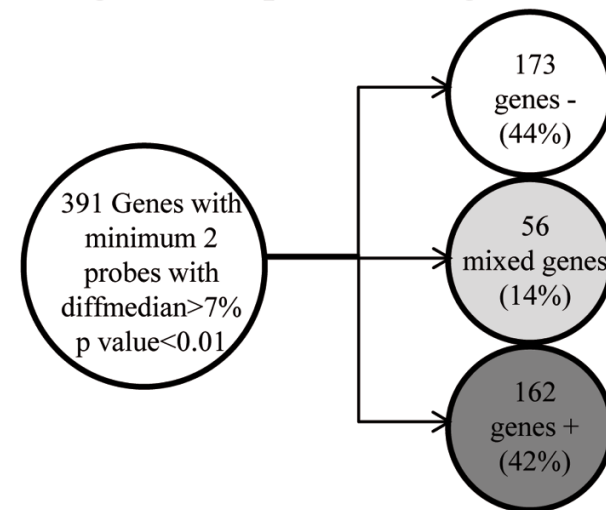 391 Genes with
minimum 2
probes with
diffmedian>7%
p value<0.01
173
genes -
(44%)
56
mixed genes
(14%)
162
genes +
(42%)